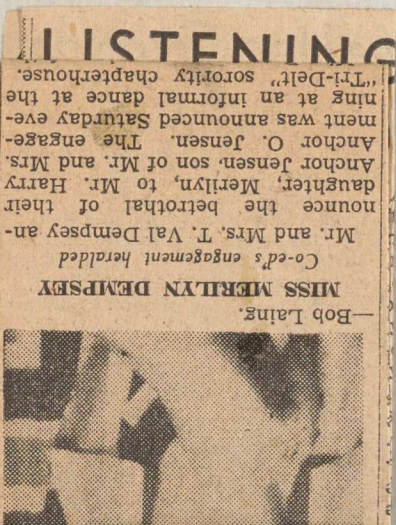 LISTENING
—Bob Laing.
MISS MERILYN DEMPSEY
Co-ed's engagement heralded
Mr. and Mrs. T. Val Dempsey an-
nounce the betrothal of their
daughter, Merilyn, to Mr. Harry
Anchor Jensen, son of Mr. and Mrs.
Anchor O. Jensen. The engage-
ment was announced Saturday eve-
ning at an informal dance at the
"Tri-Delt" sorority chapterhouse.